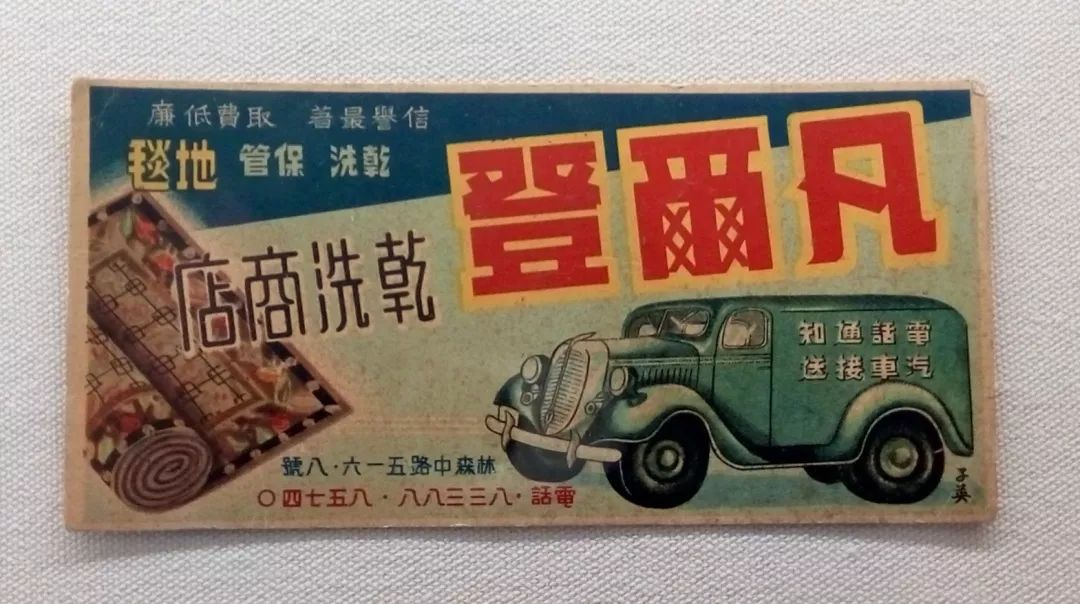 信譽最著 取費低廉
乾洗 保管 地毯
凡爾登
乾洗商店
電話通知
汽車接送
林森中路五一六·八號
電話·八三三八八·八五七四〇
子英